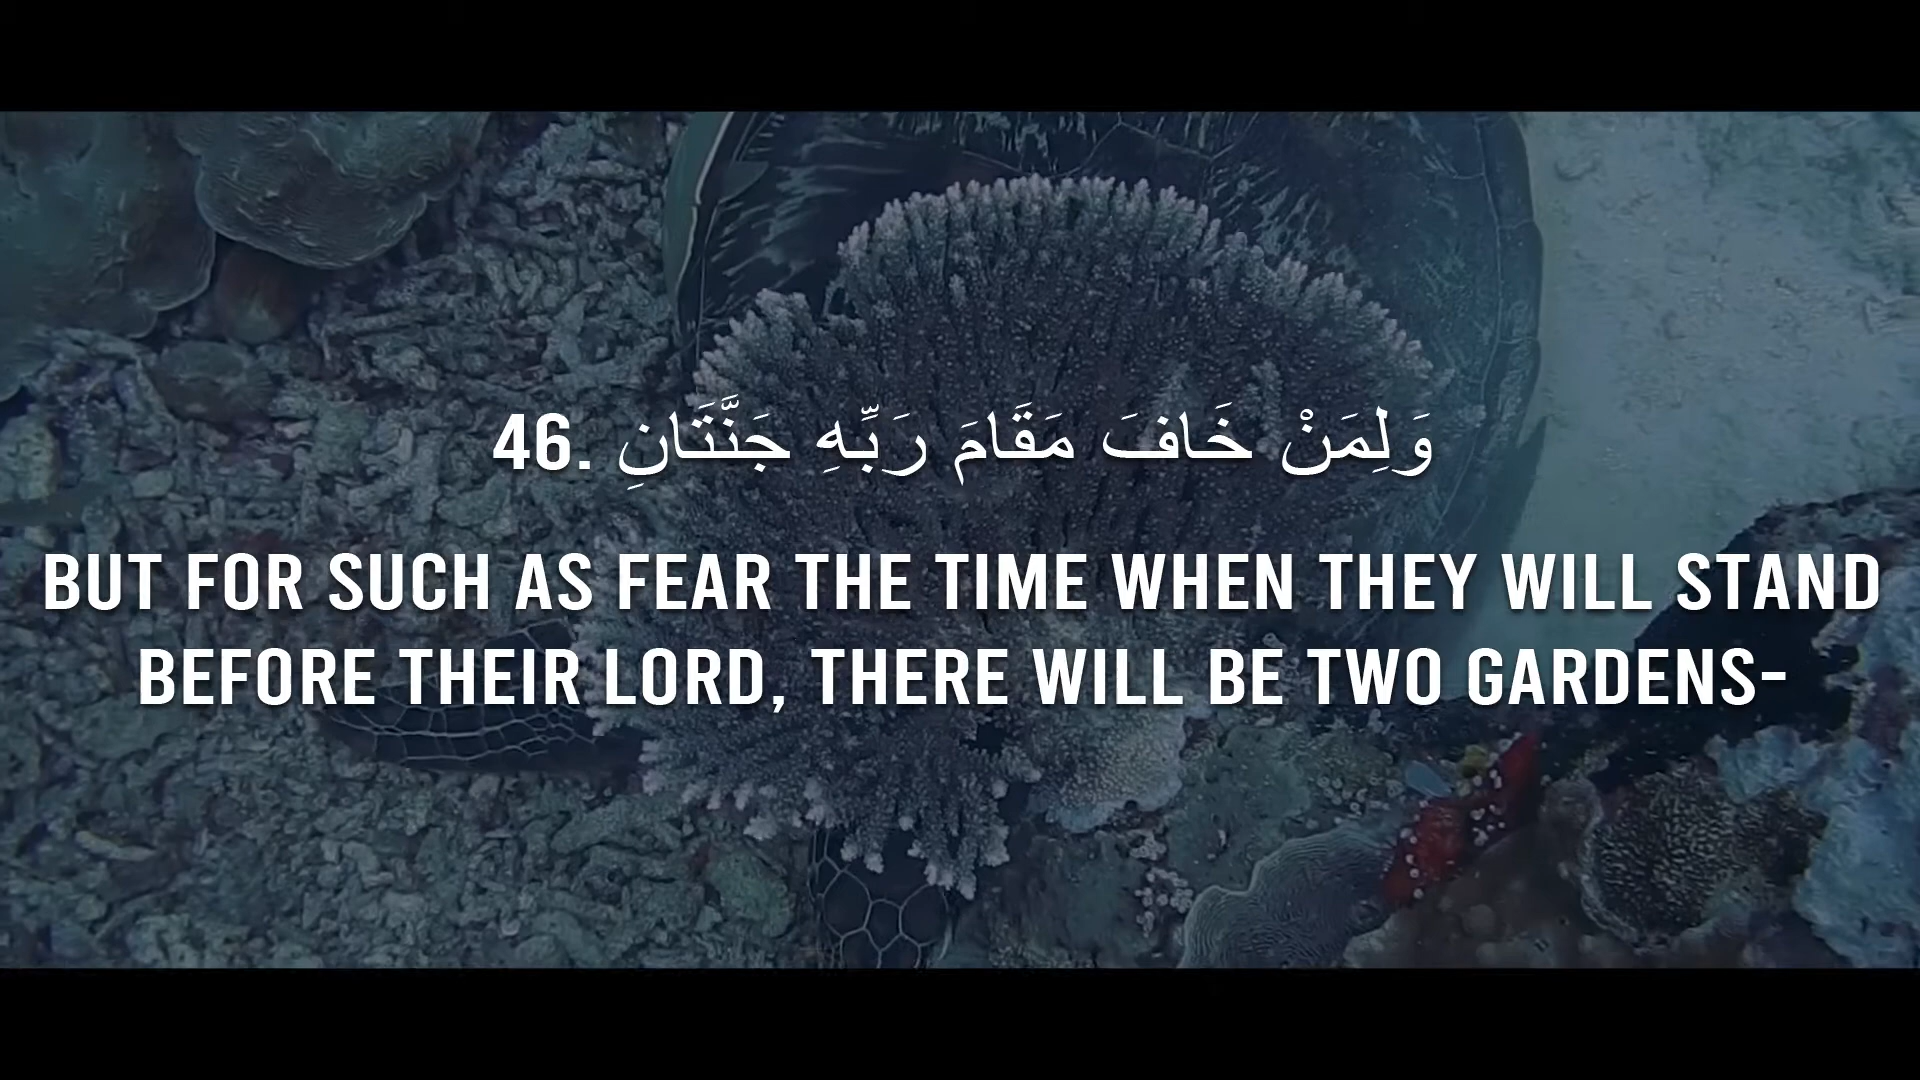 46. وَلِمَنْ خَافَ مَقَامَ رَبِّهِ جَنَّتَانِ
BUT FOR SUCH AS FEAR THE TIME WHEN THEY WILL STAND
BEFORE THEIR LORD, THERE WILL BE TWO GARDENS-